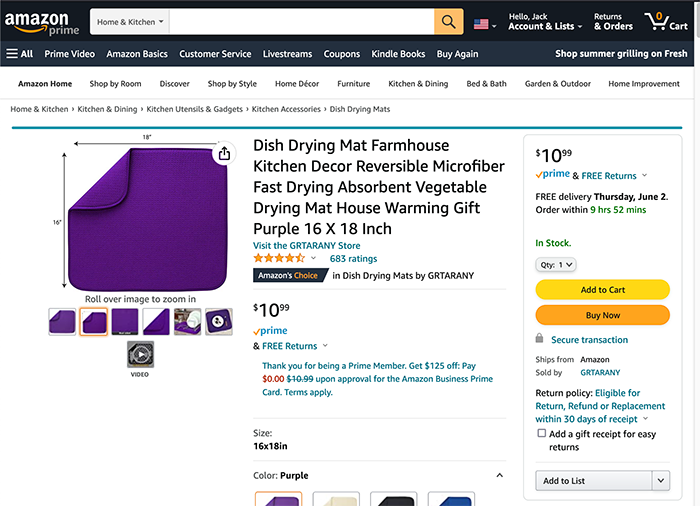 amazon
prime
Home & Kitchen
Hello, Jack
Account & Lists
Returns
& Orders
0
Cart
All
Prime Video
Amazon Basics
Customer Service
Livestreams
Coupons
Kindle Books
Buy Again
Shop summer grilling on Fresh
Amazon Home
Shop by Room
Discover
Shop by Style
Home Décor
Furniture
Kitchen & Dining
Bed & Bath
Garden & Outdoor
Home Improvement
Home & Kitchen › Kitchen & Dining › Kitchen Utensils & Gadgets › Kitchen Accessories › Dish Drying Mats
18"
16"
Roll over image to zoom in
VIDEO
Dish Drying Mat Farmhouse
Kitchen Decor Reversible Microfiber
Fast Drying Absorbent Vegetable
Drying Mat House Warming Gift
Purple 16 X 18 Inch
Visit the GRTARANY Store
683 ratings
Amazon's Choice in Dish Drying Mats by GRTARANY
$10 99
prime
& FREE Returns
Thank you for being a Prime Member. Get $125 off: Pay
$0.00 $10.99 upon approval for the Amazon Business Prime
Card. Terms apply.
Size:
16x18in
Color: Purple
$10 99
prime & FREE Returns
FREE delivery Thursday, June 2.
Order within 9 hrs 52 mins
In Stock.
Qty: 1
Add to Cart
Buy Now
Secure transaction
Ships from Amazon
Sold by GRTARANY
Return policy: Eligible for
Return, Refund or Replacement
within 30 days of receipt
Add a gift receipt for easy
returns
Add to List